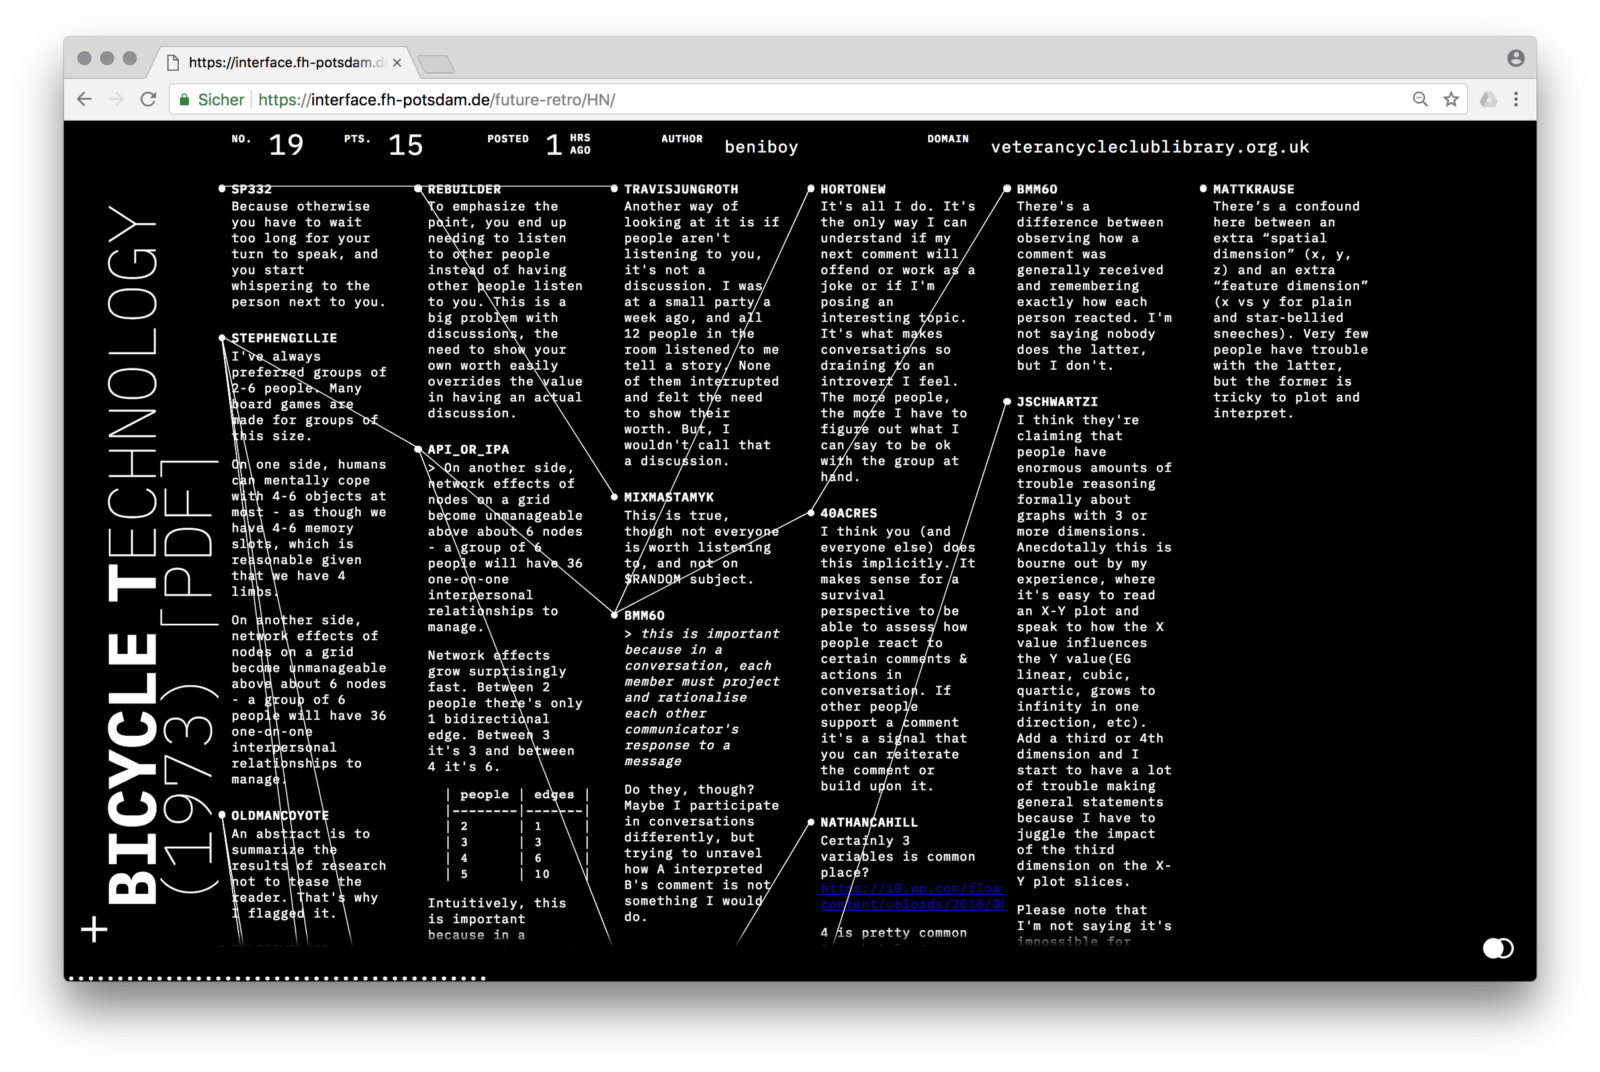 https://interface.fh-potsdam.d
Sicher
https://interface.fh-potsdam.de/future-retro/HN/
NO. 19
PTS. 15
POSTED 1 HRS AGO
AUTHOR beniboy
DOMAIN veterancycleclublibrary.org.uk
BICYCLE TECHNOLOGY
(1973) [PDF]
SP332
Because otherwise
you have to wait
too long for your
turn to speak, and
you start
whispering to the
person next to you.
STEPHENGILLIE
I've always
preferred groups of
2-6 people. Many
board games are
made for groups of
this size.
On one side, humans
can mentally cope
with 4-6 objects at
most - as though we
have 4-6 memory
slots, which is
reasonable given
that we have 4
limbs.
On another side,
network effects of
nodes on a grid
become unmanageable
above about 6 nodes
- a group of 6
people will have 36
one-on-one
interpersonal
relationships to
manage.
OLDMANCOYOTE
An abstract is to
summarize the
results of research
not to tease the
reader. That's why
I flagged it.
REBUILDER
To emphasize the
point, you end up
needing to listen
to other people
instead of having
other people listen
to you. This is a
big problem with
discussions, the
need to show your
own worth easily
overrides the value
in having an actual
discussion.
API_OR_IPA
> On another side,
network effects of
nodes on a grid
become unmanageable
above about 6 nodes
- a group of 6
people will have 36
one-on-one
interpersonal
relationships to
manage.
Network effects
grow surprisingly
fast. Between 2
people there's only
1 bidirectional
edge. Between 3
it's 3 and between
4 it's 6.
| people | edges |
|--------|-------|
| 2 | 1 |
| 3 | 3 |
| 4 | 6 |
| 5 | 10 |
Intuitively, this
is important
because in a
TRAVISJUNGROTH
Another way of
looking at it is if
people aren't
listening to you,
it's not a
discussion. I was
at a small party a
week ago, and all
12 people in the
room listened to me
tell a story. None
of them interrupted
and felt the need
to show their
worth. But, I
wouldn't call that
a discussion.
MIXMASTAMYK
This is true,
though not everyone
is worth listening
to, and not on
$RANDOM subject.
BMM6O
> this is important
because in a
conversation, each
member must project
and rationalise
each other
communicator's
response to a
message
Do they, though?
Maybe I participate
in conversations
differently, but
trying to unravel
how A interpreted
B's comment is not
something I would
do.
HORTONEW
It's all I do. It's
the only way I can
understand if my
next comment will
offend or work as a
joke or if I'm
posing an
interesting topic.
It's what makes
conversations so
draining to an
introvert I feel.
The more people,
the more I have to
figure out what I
can say to be ok
with the group at
hand.
40ACRES
I think you (and
everyone else) does
this implicitly. It
makes sense for a
survival
perspective to be
able to assess how
people react to
certain comments &
actions in
conversation. If
other people
support a comment
it's a signal that
you can reiterate
the comment or
build upon it.
NATHANCAHILL
Certainly 3
variables is common
place?
https://i0.wp.com/flow
content/uploads/2018/0
4 is pretty common
BMM6O
There's a
difference between
observing how a
comment was
generally received
and remembering
exactly how each
person reacted. I'm
not saying nobody
does the latter,
but I don't.
JSCHWARTZI
I think they're
claiming that
people have
enormous amounts of
trouble reasoning
formally about
graphs with 3 or
more dimensions.
Anecdotally this is
bourne out by my
experience, where
it's easy to read
an X-Y plot and
speak to how the X
value influences
the Y value(EG
linear, cubic,
quartic, grows to
infinity in one
direction, etc).
Add a third or 4th
dimension and I
start to have a lot
of trouble making
general statements
because I have to
juggle the impact
of the third
dimension on the X-
Y plot slices.
Please note that
I'm not saying it's
impossible for
MATTKRAUSE
There’s a confound
here between an
extra “spatial
dimension” (x, y,
z) and an extra
“feature dimension”
(x vs y for plain
and star-bellied
sneeches). Very few
people have trouble
with the latter,
but the former is
tricky to plot and
interpret.